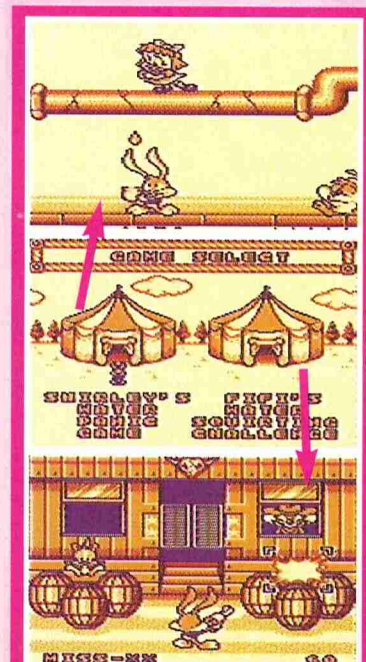 GAME SELECT
SHIRLEY'S
WATER
PANIC
GAME
FIFI'S
WATER
SQUIRTING
CHALLENGE
MISS-XX